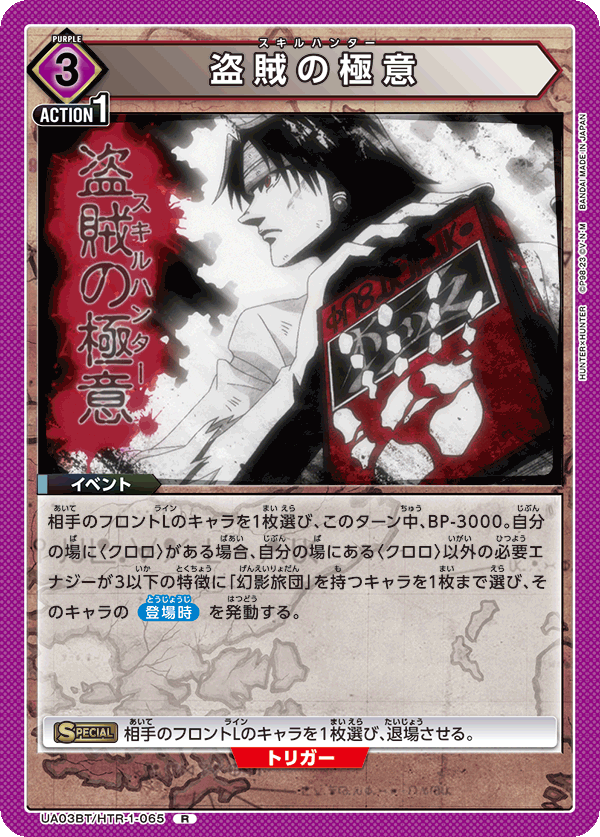 PURPLE
3
スキルハンター
盗賊の極意
ACTION 1
盗賊の極意
スキルハンター
HUNTER×HUNTER ©P98-23 ©V・N・M BANDAI MADE IN JAPAN
イベント
相手のフロントLのキャラを1枚選び、このターン中、BP-3000。自分
の場に〈クロロ〉がある場合、自分の場にある〈クロロ〉以外の必要エ
ナジーが3以下の特徴に「幻影旅団」を持つキャラを1枚まで選び、そ
のキャラの 登場時 を発動する。
SPECIAL 相手のフロントLのキャラを1枚選び、退場させる。
トリガー
UA03BT/HTR-1-065 R